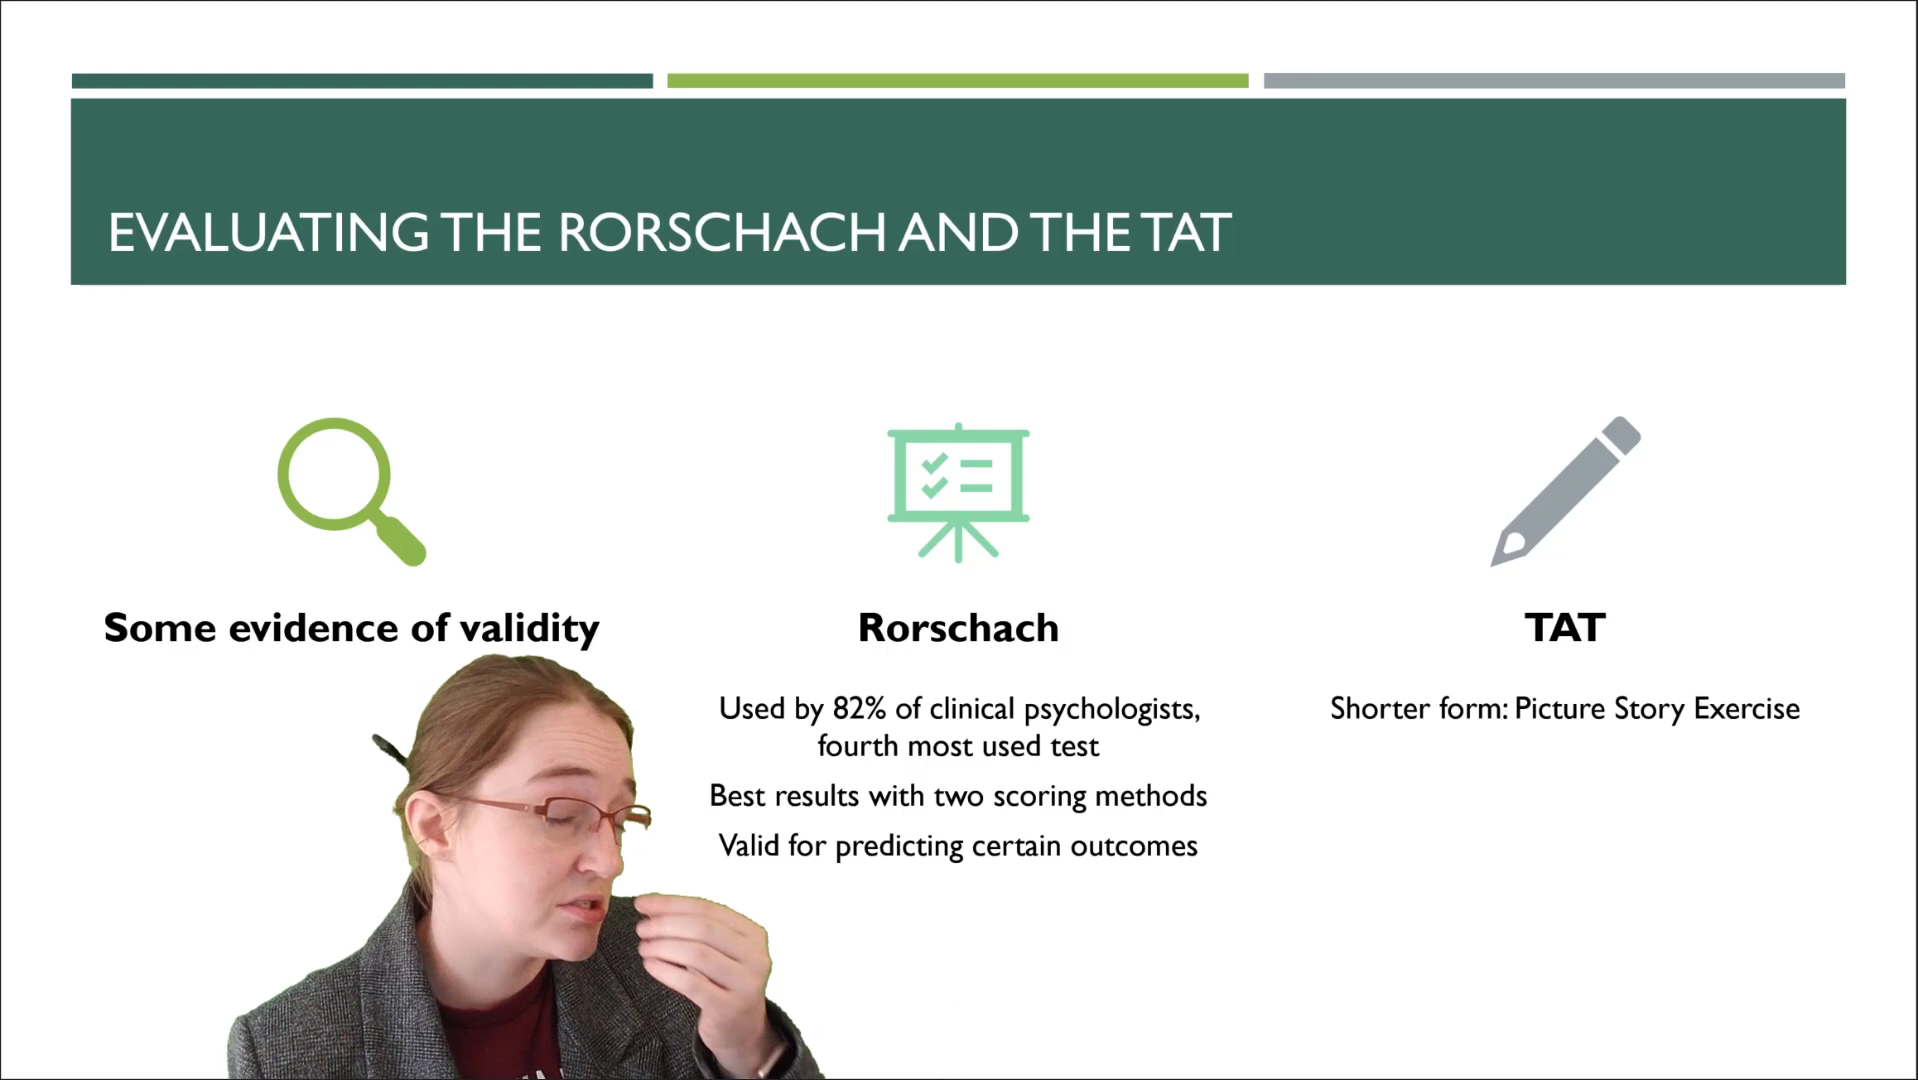 EVALUATING THE RORSCHACH AND THE TAT
Some evidence of validity
Rorschach
Used by 82% of clinical psychologists,
fourth most used test
Best results with two scoring methods
Valid for predicting certain outcomes
TAT
Shorter form: Picture Story Exercise